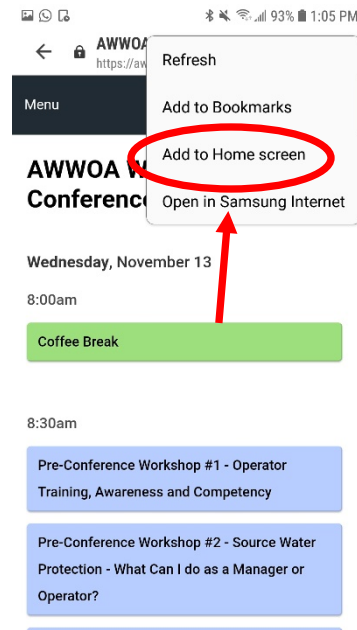 93% 1:05 PM
AWWOA
https://aw
Refresh
Add to Bookmarks
Add to Home screen
Open in Samsung Internet
Menu
AWWOA W
Conference
Wednesday, November 13
8:00am
Coffee Break
8:30am
Pre-Conference Workshop #1 - Operator
Training, Awareness and Competency
Pre-Conference Workshop #2 - Source Water
Protection - What Can I do as a Manager or
Operator?